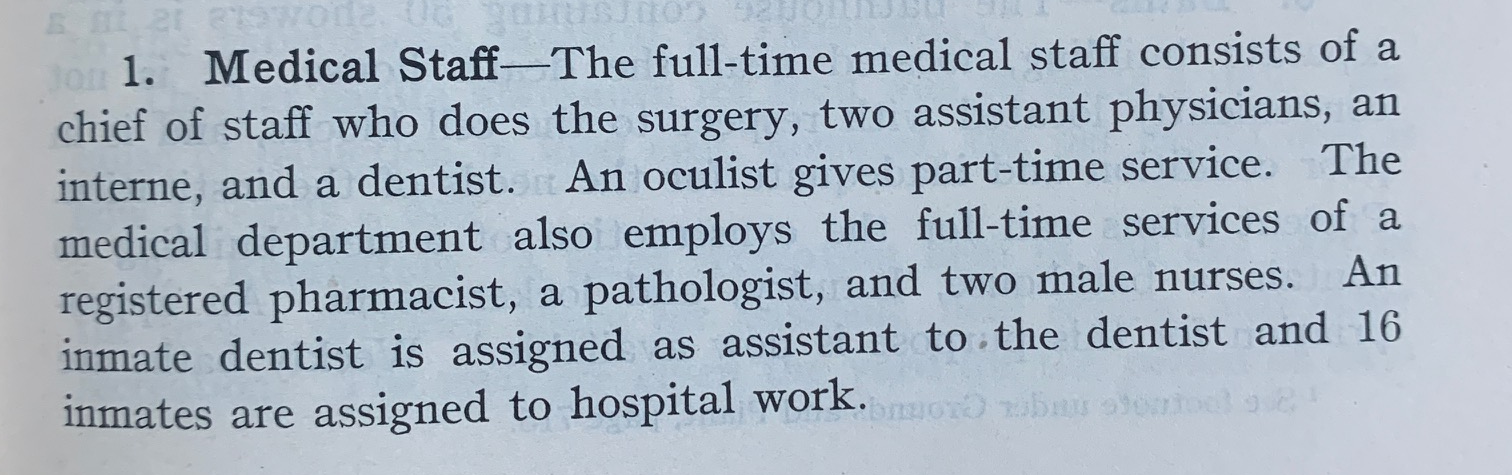 1. Medical Staff—The full-time medical staff consists of a
chief of staff who does the surgery, two assistant physicians, an
interne, and a dentist. An oculist gives part-time service. The
medical department also employs the full-time services of a
registered pharmacist, a pathologist, and two male nurses. An
inmate dentist is assigned as assistant to the dentist and 16
inmates are assigned to hospital work.